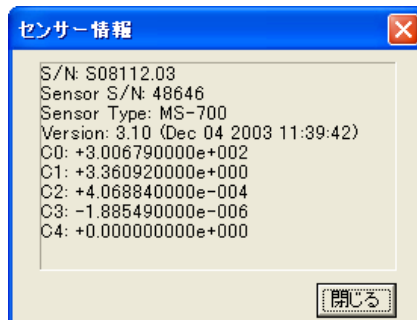 センサー情報
S/N: S08112.03
Sensor S/N: 48646
Sensor Type: MS-700
Version: 3.10 (Dec 04 2003 11:39:42)
C0: +3.006790000e+002
C1: +3.360920000e+000
C2: +4.068840000e-004
C3: -1.885490000e-006
C4: +0.000000000e+000
閉じる